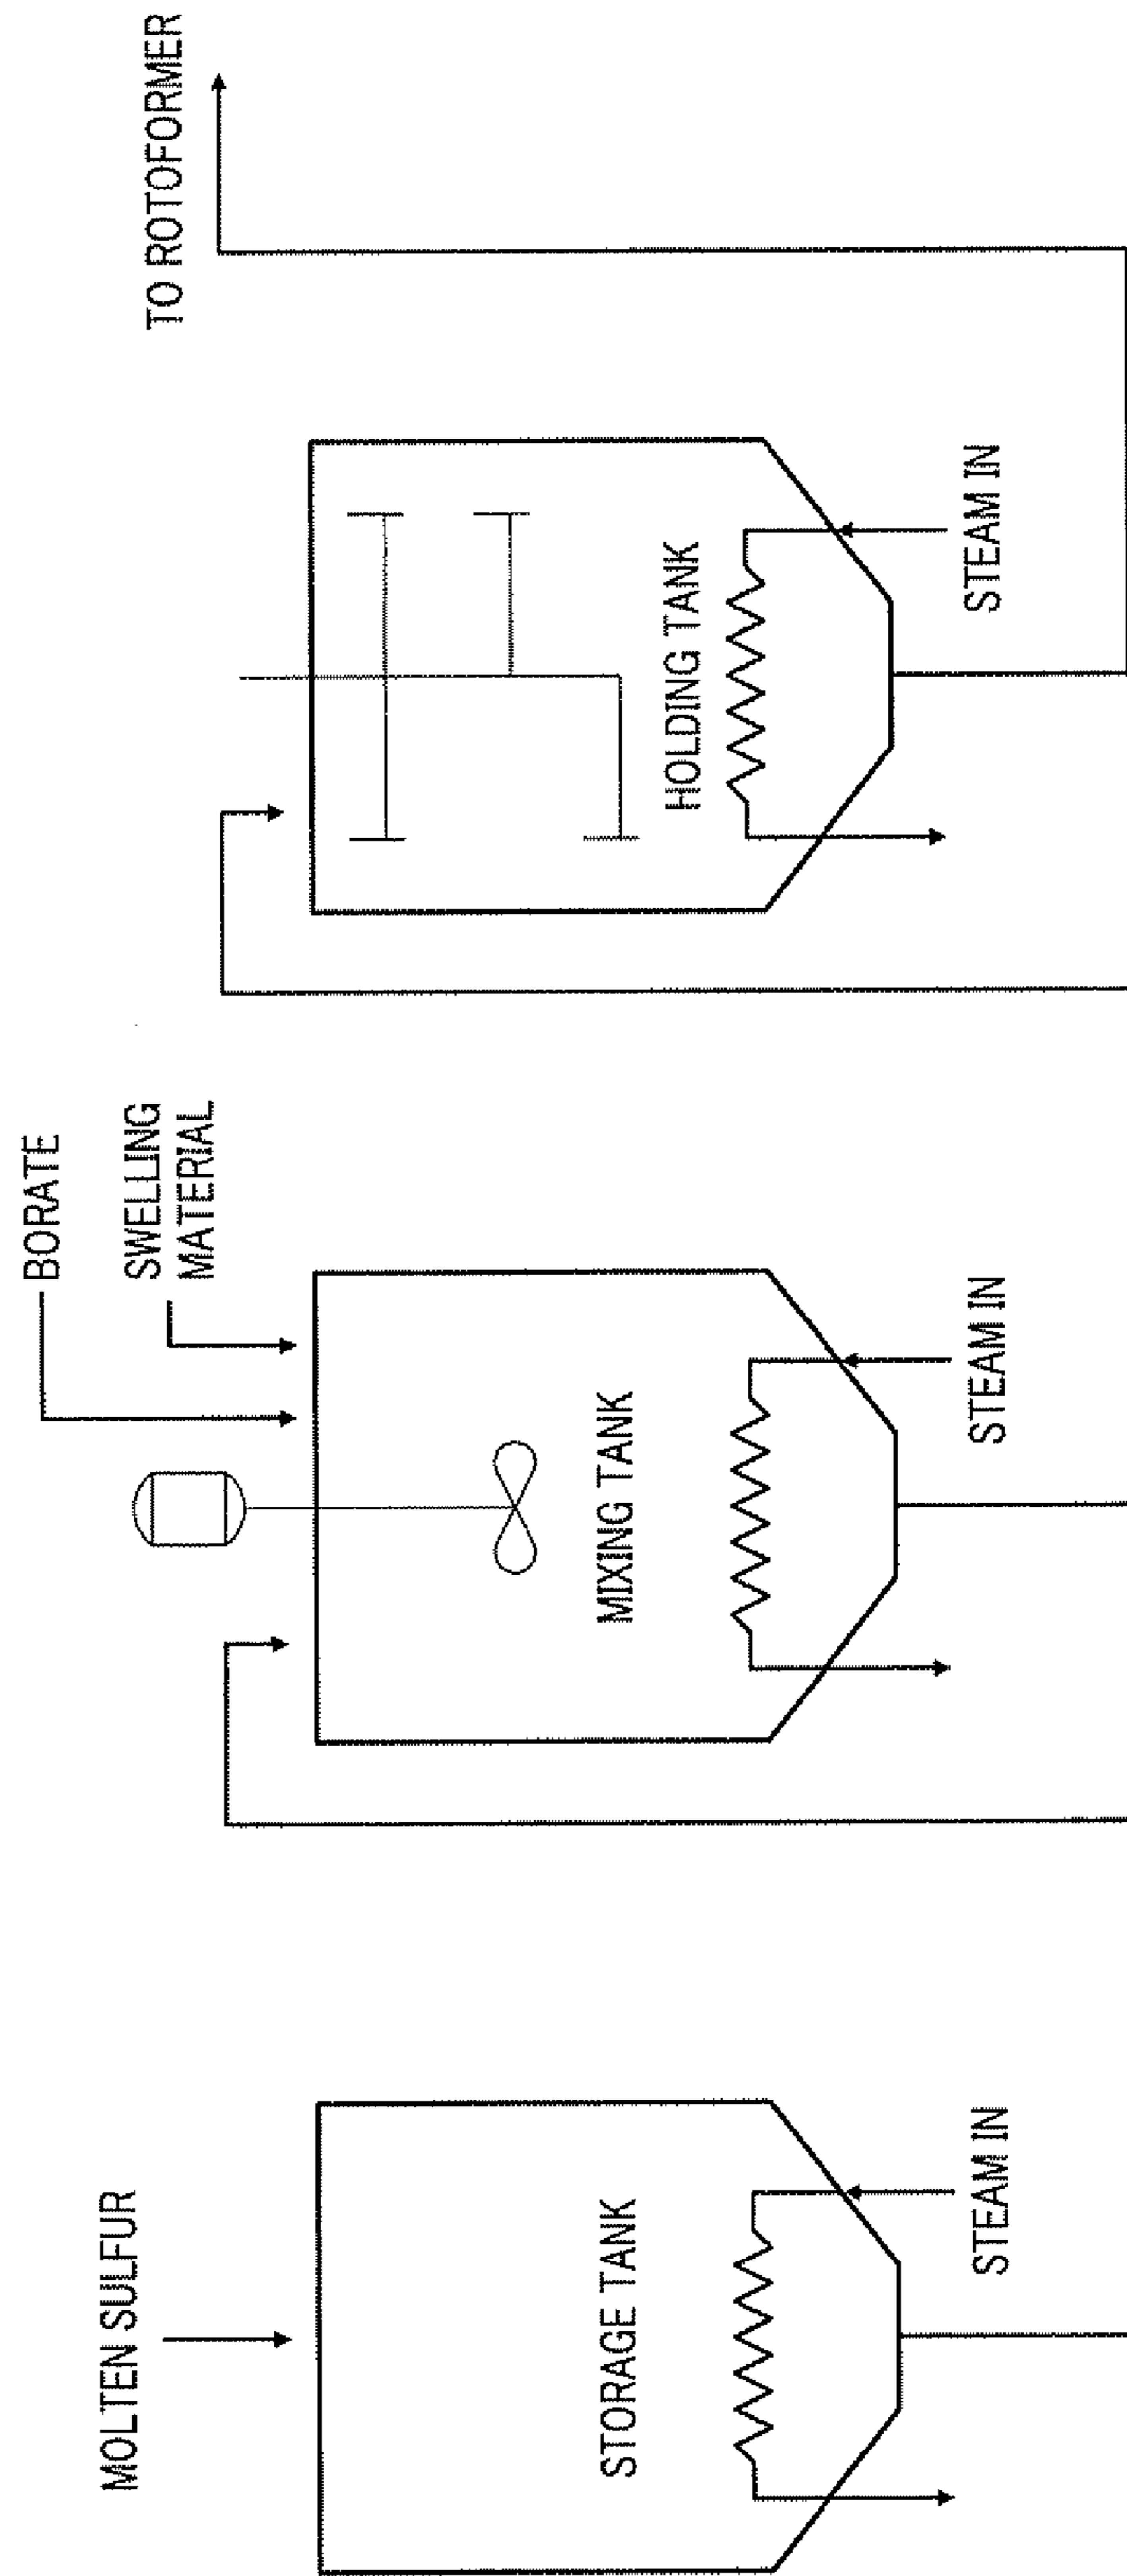 MOLTEN SULFUR
STORAGE TANK
STEAM IN
BORATE
SWELLING
MATERIAL
MIXING TANK
STEAM IN
TO ROTOFORMER
HOLDING TANK
STEAM IN